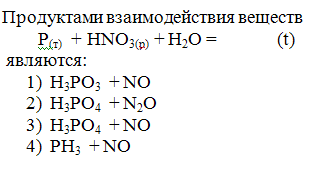 Продуктами взаимодействия веществ
P(т) + HNO3(р) + H2O = (t)
являются:
1) H3PO3 + NO
2) H3PO4 + N2O
3) H3PO4 + NO
4) PH3 + NO